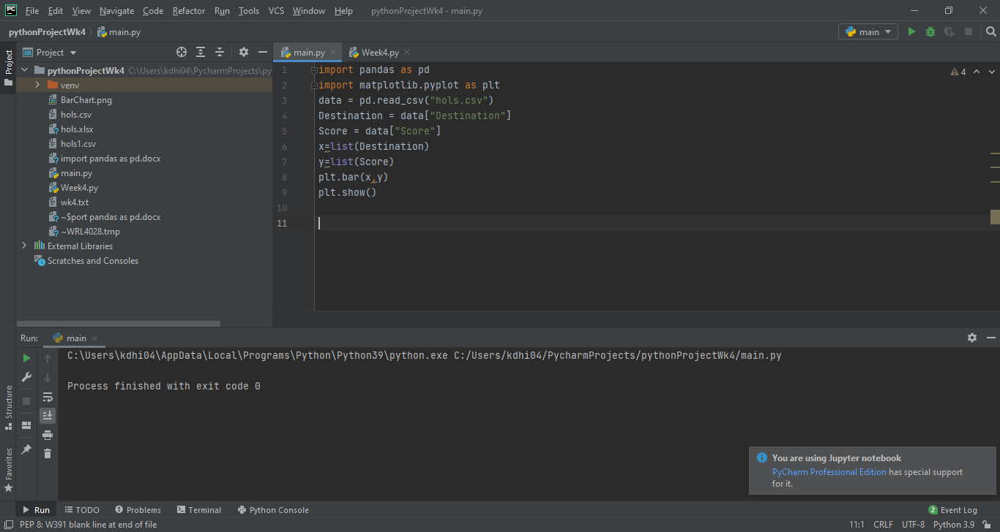 PC File Edit View Navigate Code Refactor Run Tools VCS Window Help pythonProjectWk4 - main.py
pythonProjectWk4 main.py main
Project
Project
main.py Week4.py
pythonProjectWk4 C:\Users\kdhi04\PycharmProjects\py
venv
BarChart.png
hols.csv
hols.xlsx
hols1.csv
import pandas as pd.docx
main.py
Week4.py
wk4.txt
~$port pandas as pd.docx
~WRL4028.tmp
External Libraries
Scratches and Consoles
1 import pandas as pd
2 import matplotlib.pyplot as plt
3 data = pd.read_csv("hols.csv")
4 Destination = data["Destination"]
5 Score = data["Score"]
6 x=list(Destination)
7 y=list(Score)
8 plt.bar(x,y)
9 plt.show()
10
11
4
Run: main
C:\Users\kdhi04\AppData\Local\Programs\Python\Python39\python.exe C:/Users/kdhi04/PycharmProjects/pythonProjectWk4/main.py
Process finished with exit code 0
Structure
Favorites
You are using Jupyter notebook
PyCharm Professional Edition has special support
for it.
Run TODO Problems Terminal Python Console 2 Event Log
PEP 8: W391 blank line at end of file 11:1 CRLF UTF-8 Python 3.9